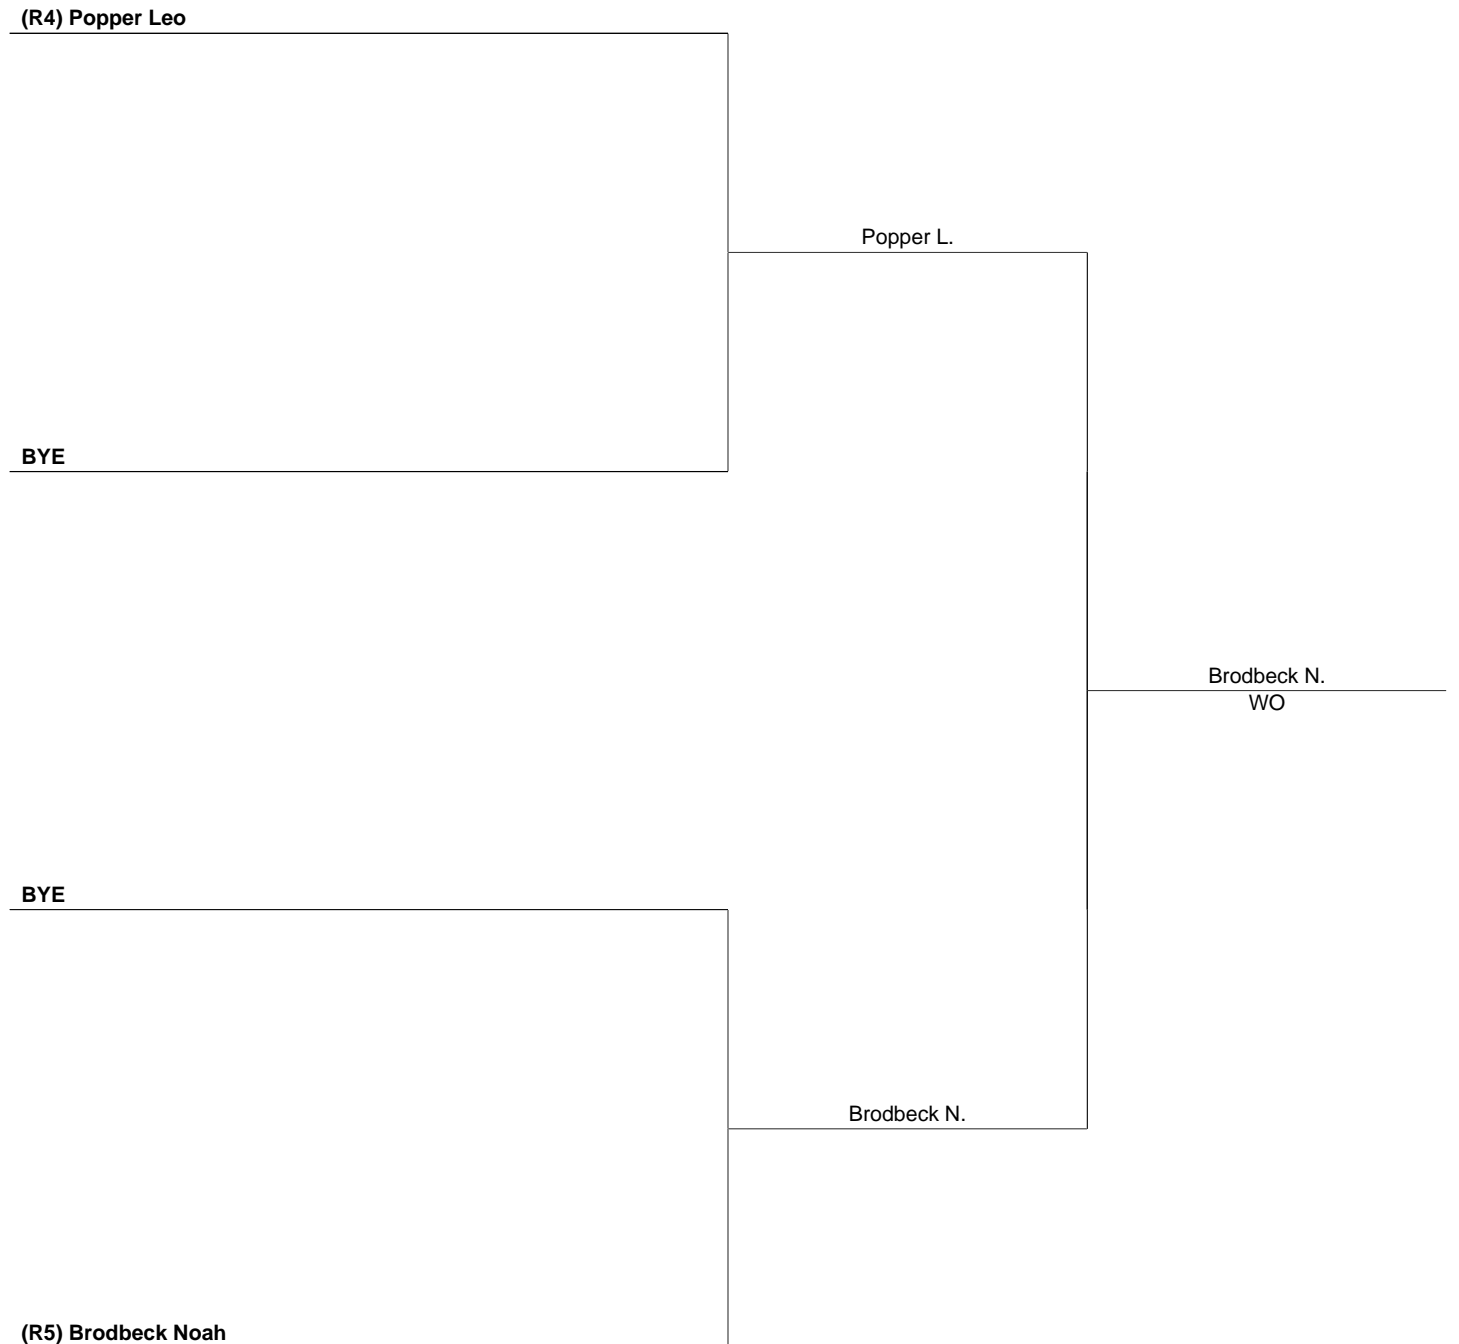 (R4) Popper Leo
Popper L.
BYE
Brodbeck N.
WO
BYE
Brodbeck N.
(R5) Brodbeck Noah